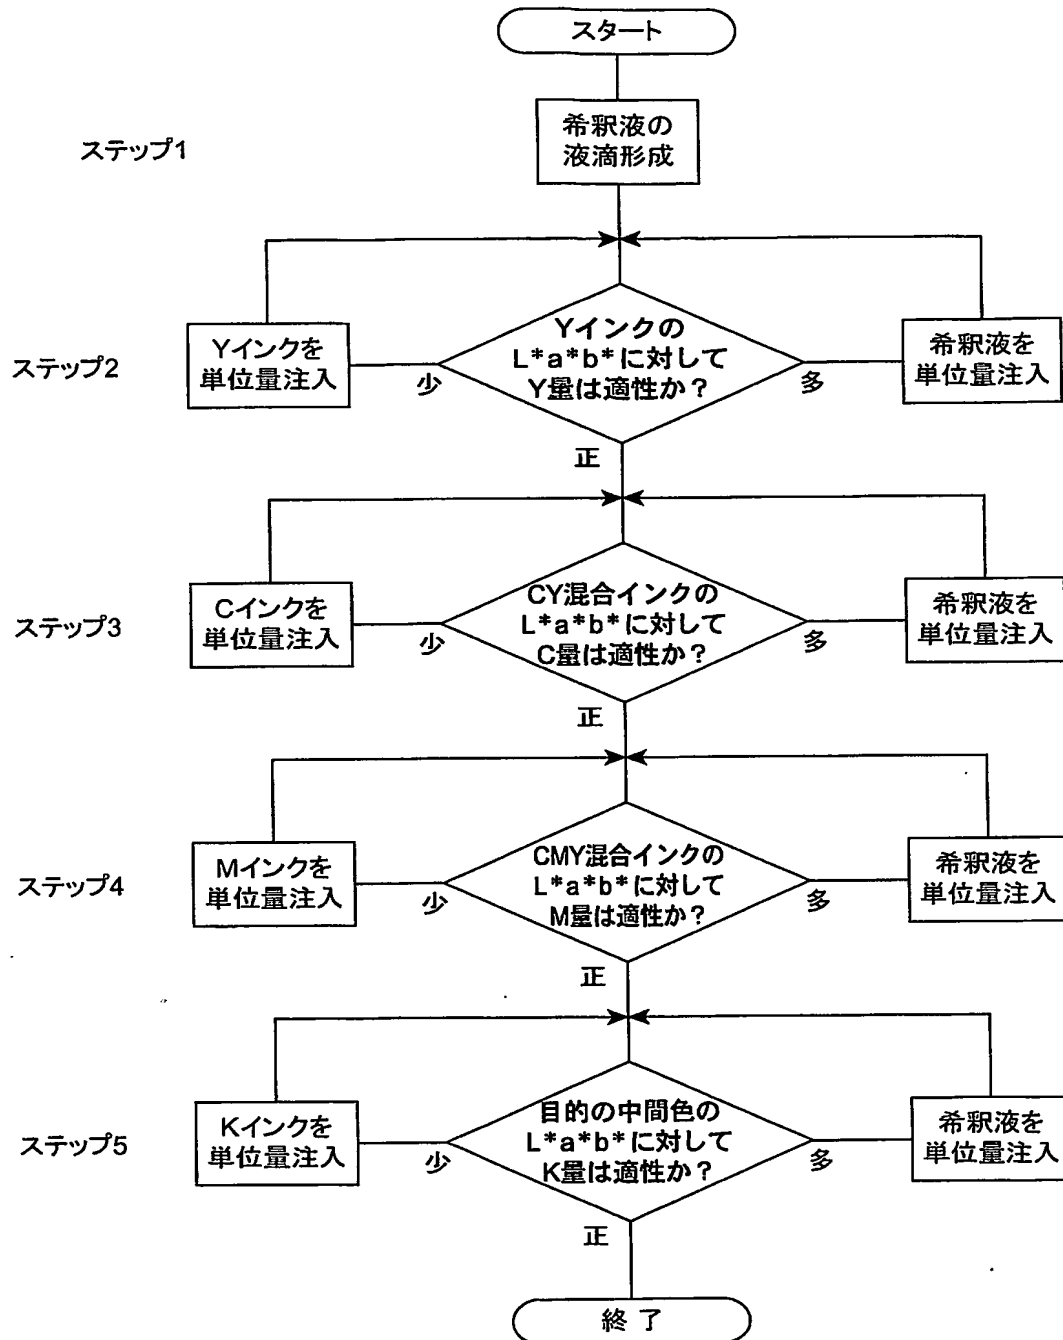 スタート
ステップ1
希釈液の
液滴形成
ステップ2
Yインクを
単位量注入
少
Yインクの
L*a*b*に対して
Y量は適性か？
多
希釈液を
単位量注入
正
ステップ3
Cインクを
単位量注入
少
CY混合インクの
L*a*b*に対して
C量は適性か？
多
希釈液を
単位量注入
正
ステップ4
Mインクを
単位量注入
少
CMY混合インクの
L*a*b*に対して
M量は適性か？
多
希釈液を
単位量注入
正
ステップ5
Kインクを
単位量注入
少
目的の中間色の
L*a*b*に対して
K量は適性か？
多
希釈液を
単位量注入
正
終了